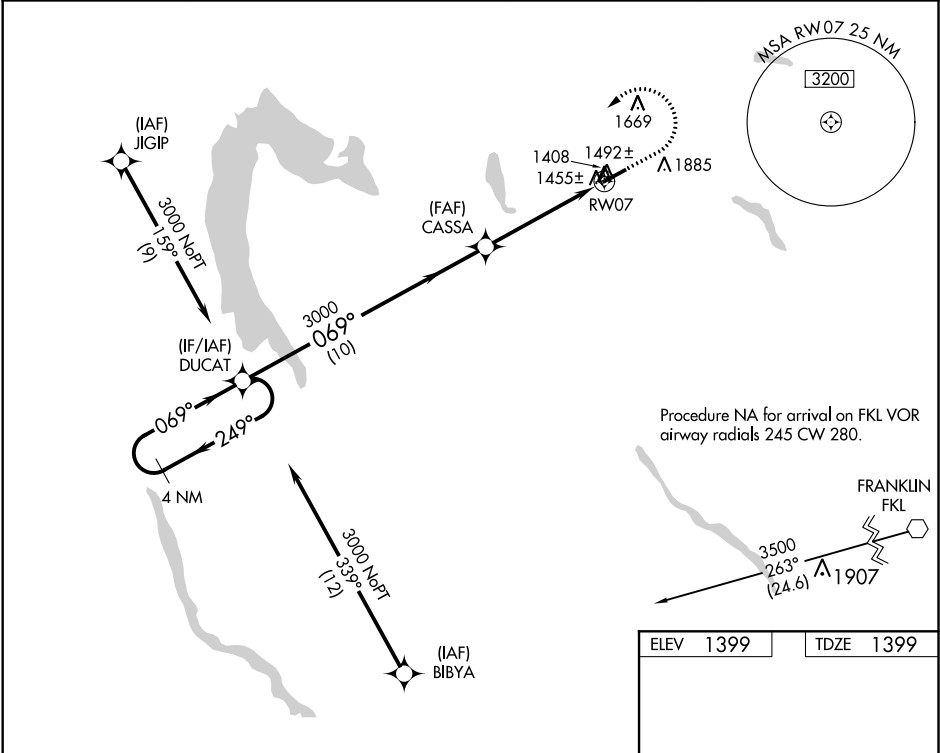 MSA RW07 25 NM
3200
(IAF)
JIGIP
3000 NoPT
159°
(9)
1669
1408
1492±
1455±
1885
RW07
(FAF)
CASSA
3000
069°
(10)
(IF/IAF)
DUCAT
069°
249°
4 NM
Procedure NA for arrival on FKL VOR
airway radials 245 CW 280.
FRANKLIN
FKL
3500
263°
(24.6)
1907
3000 NoPT
339°
(12)
(IAF)
BIBYA
ELEV 1399
TDZE 1399